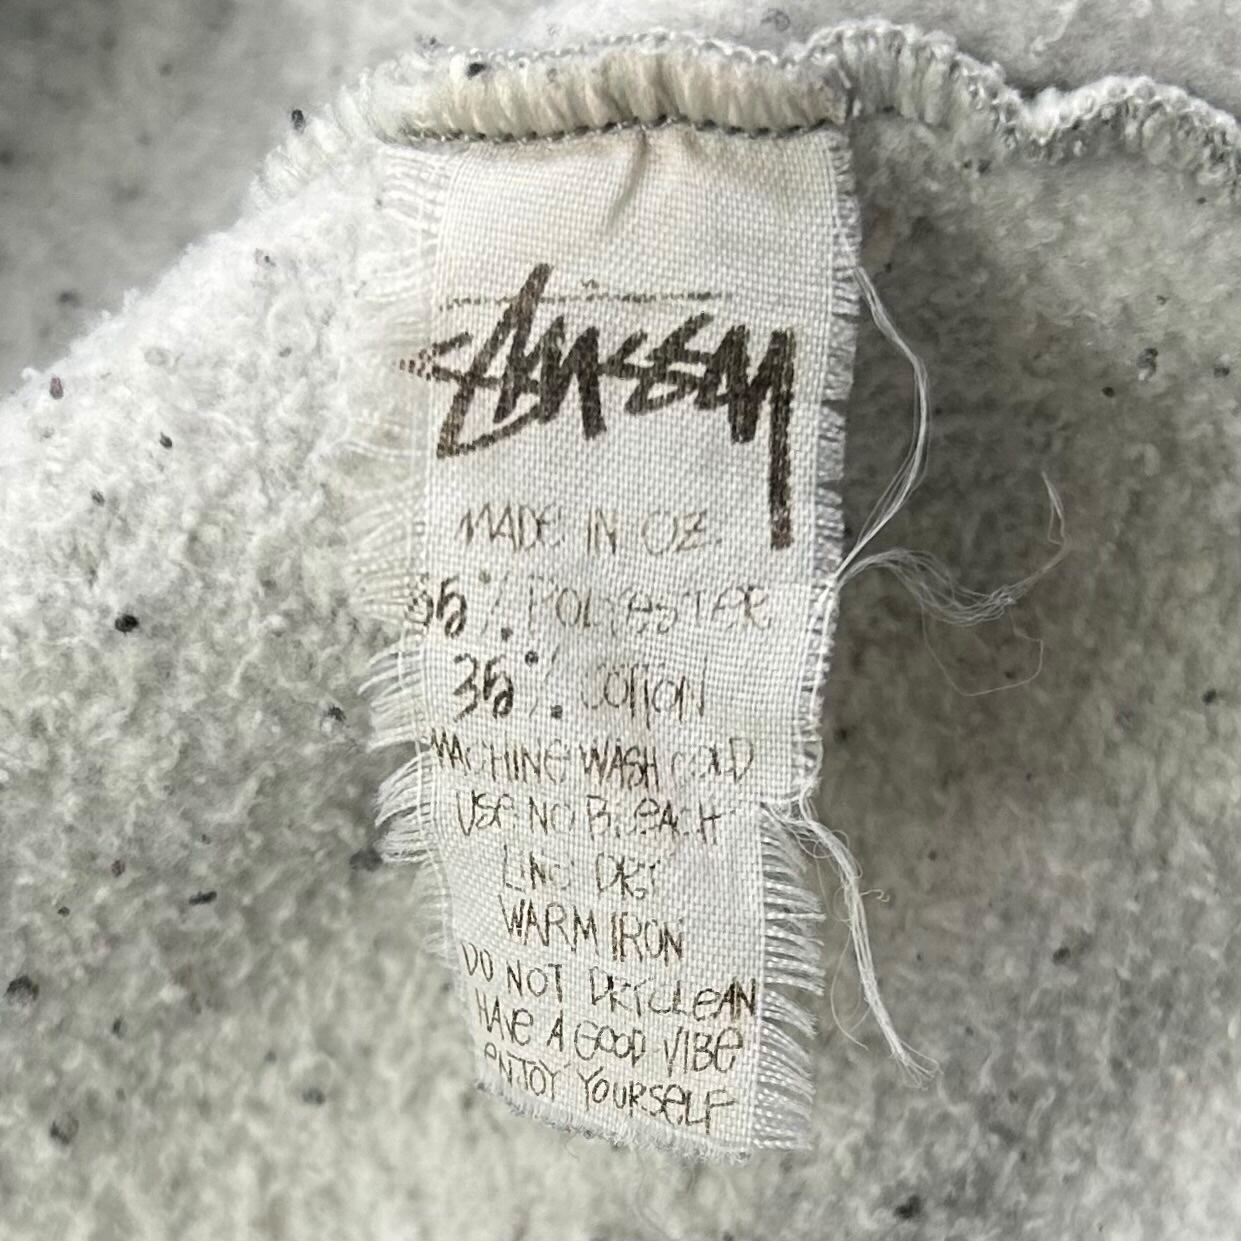 Stüssy
MADE IN OZ
65% POLYESTER
35% COTTON
MACHINE WASH COLD
USE NO BLEACH
LINE DRY
WARM IRON
DO NOT DRYCLEAN
HAVE A GOOD VIBE
ENJOY YOURSELF